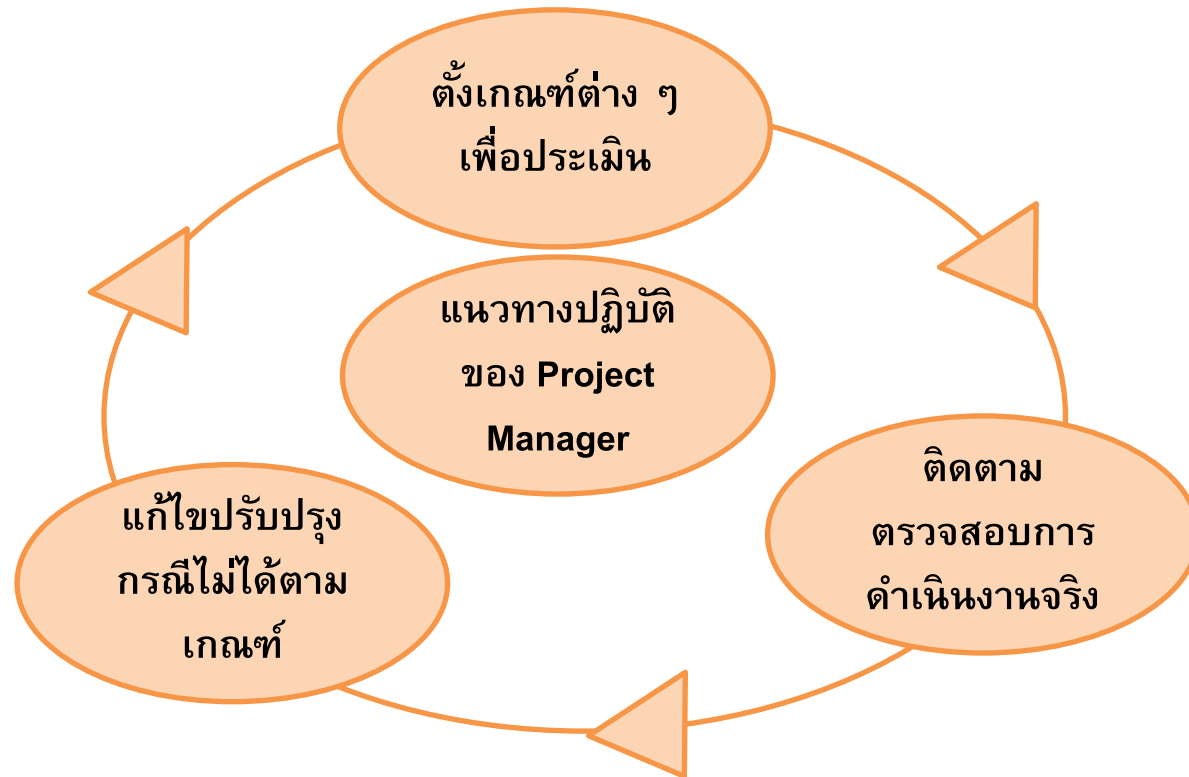 ตั้งเกณฑ์ต่าง ๆ
เพื่อประเมิน
แนวทางปฏิบัติ
ของ Project
Manager
ติดตาม
ตรวจสอบการ
ดำเนินงานจริง
แก้ไขปรับปรุง
กรณีไม่ได้ตาม
เกณฑ์